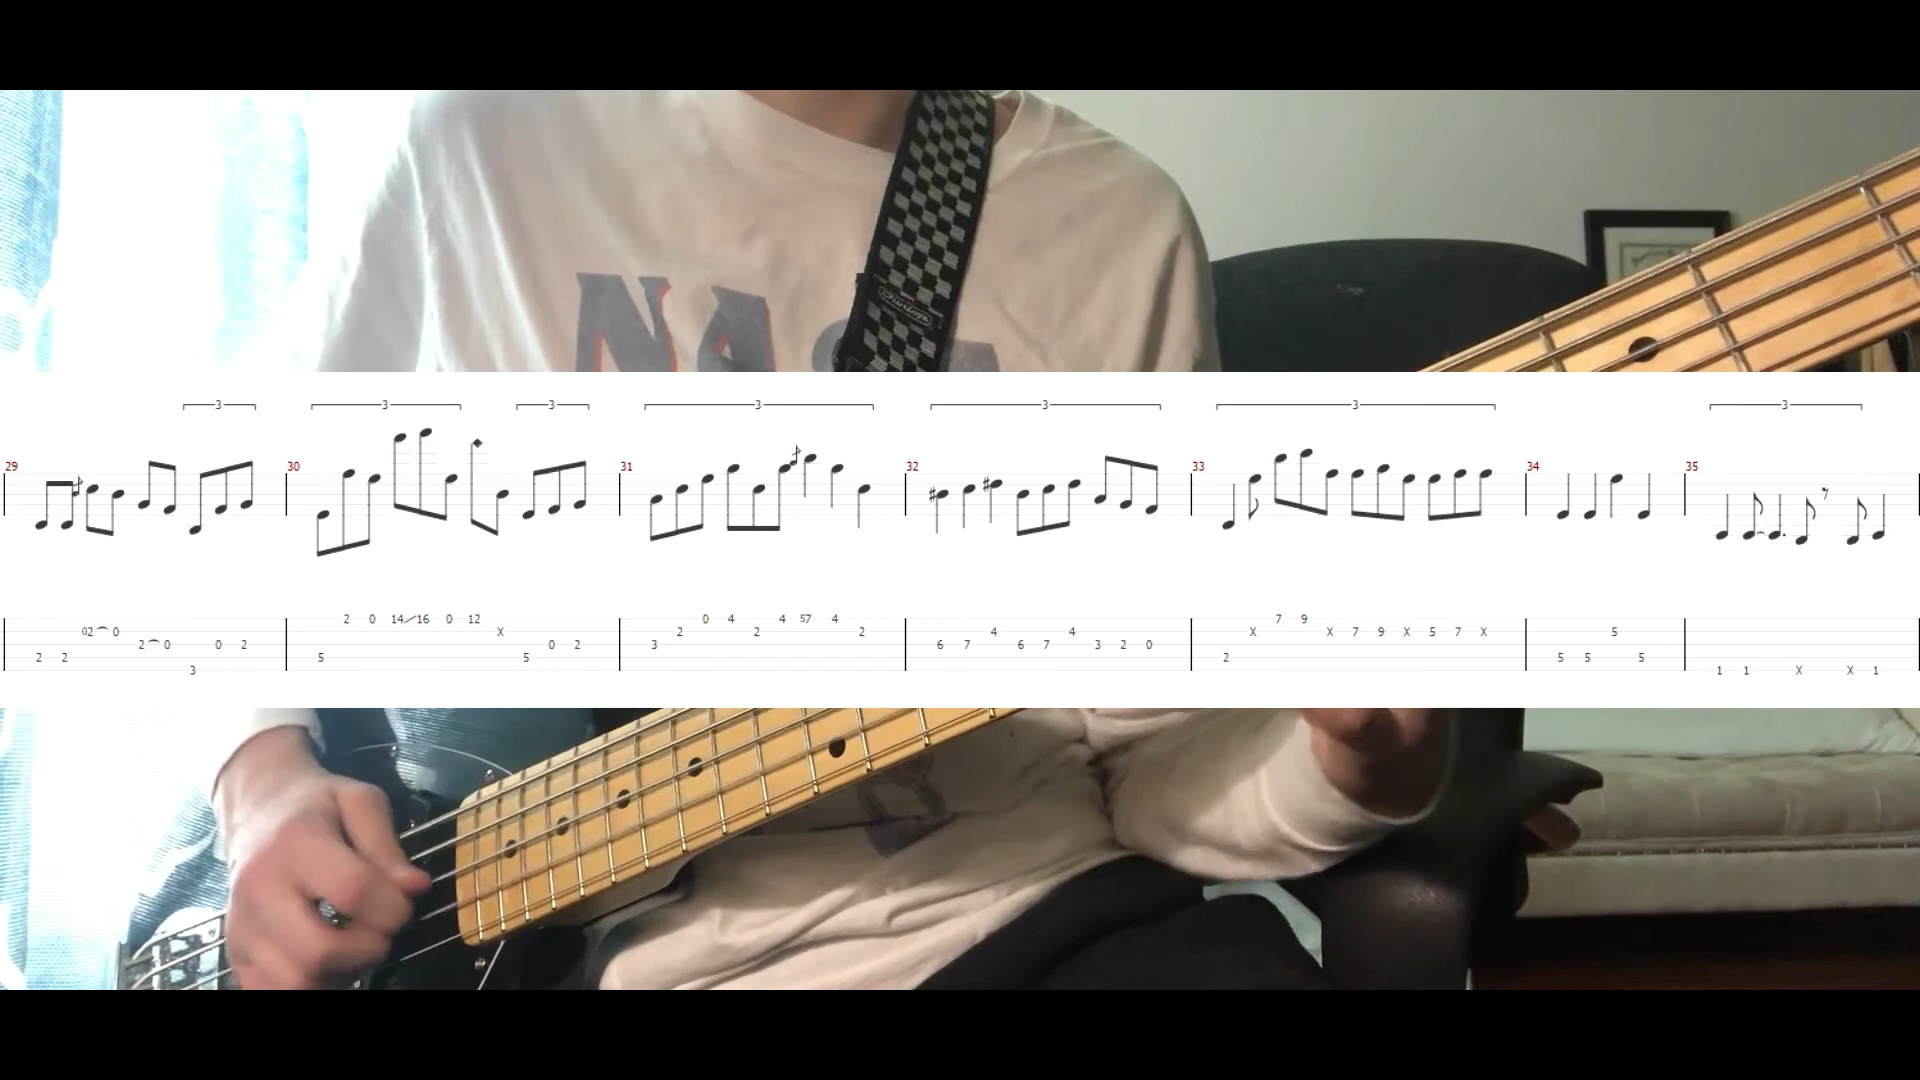 DUNLOP
NASA
3 3 3 3 3 3 3
29 30 31 32 33 34 35
2 0 14 16 0 12 0 4 4 57 4 7 9
02 0 X 2 2 2 4 4 X X 7 9 X 5 7 X 5
2 0 0 2 0 2 3 6 7 6 7 3 2 0
2 2 5 5 2 5 5 5
3 1 1 X X 1